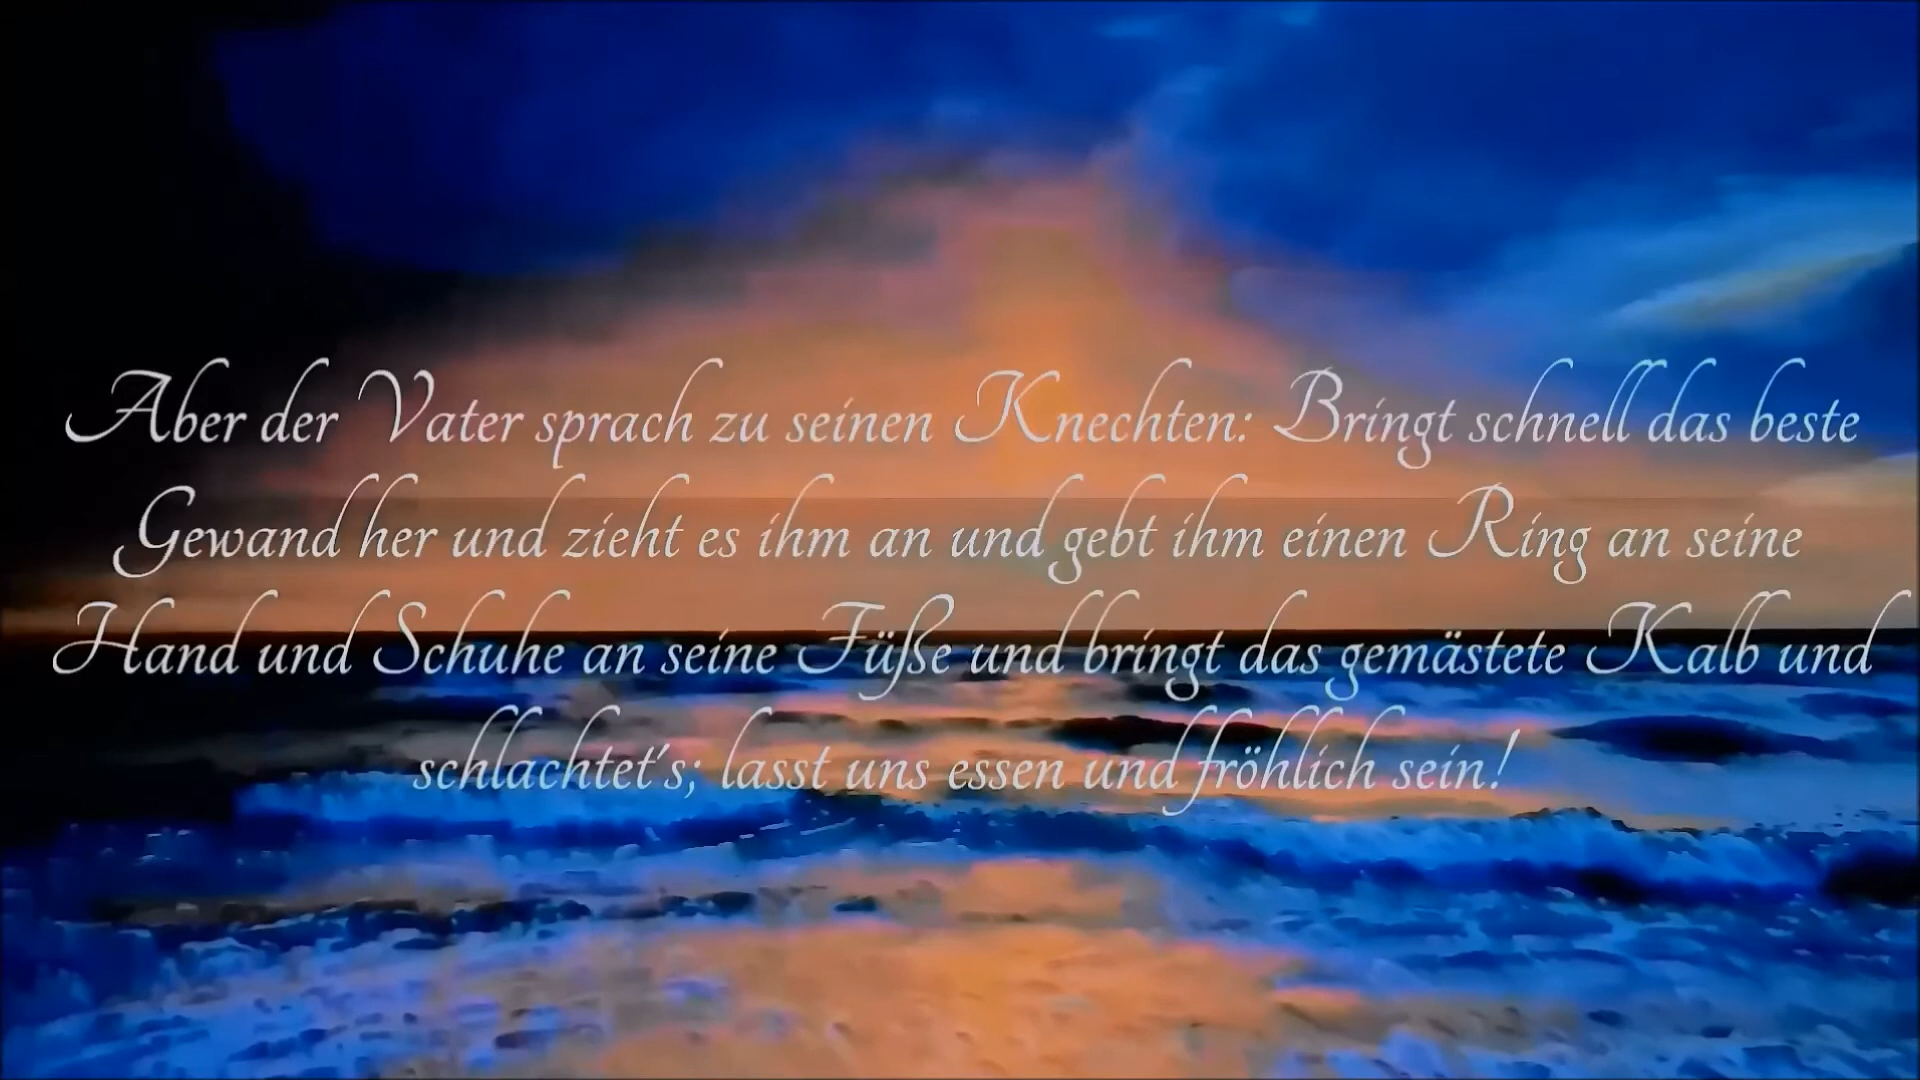 Aber der Vater sprach zu seinen Knechten: Bringt schnell das beste
Gewand her und zieht es ihm an und gebt ihm einen Ring an seine
Hand und Schuhe an seine Füße und bringt das gemästete Kalb und
schlachtet's; lasst uns essen und fröhlich sein!